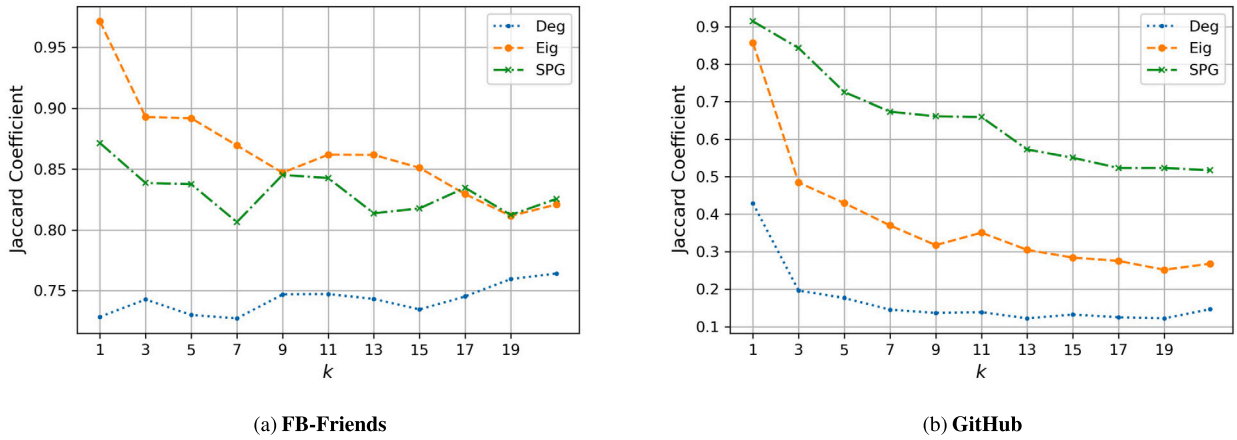 0.95
0.90
0.85
0.80
0.75
Jaccard Coefficient
Deg
Eig
SPG
1 3 5 7 9 11 13 15 17 19
k
(a) FB-Friends
0.9
0.8
0.7
0.6
0.5
0.4
0.3
0.2
0.1
Jaccard Coefficient
Deg
Eig
SPG
1 3 5 7 9 11 13 15 17 19
k
(b) GitHUb